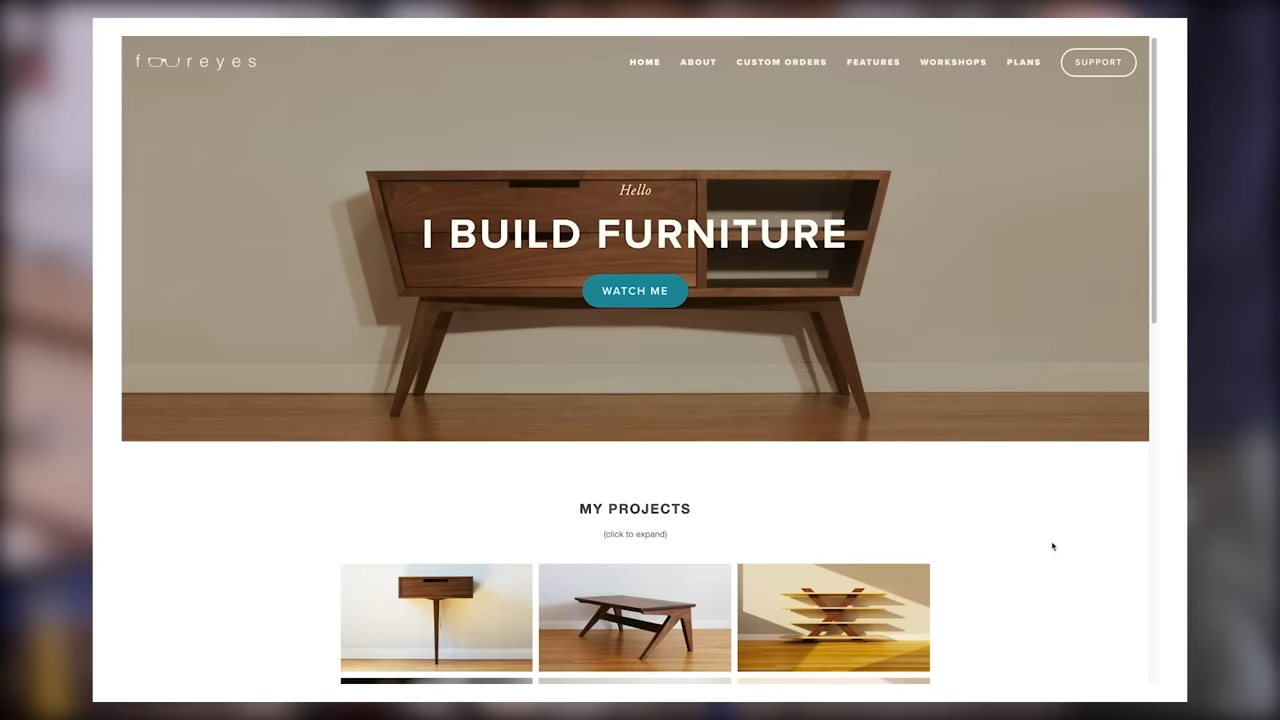 foureyes
HOME ABOUT CUSTOM ORDERS FEATURES WORKSHOPS PLANS SUPPORT
Hello
I BUILD FURNITURE
WATCH ME
MY PROJECTS
(click to expand)